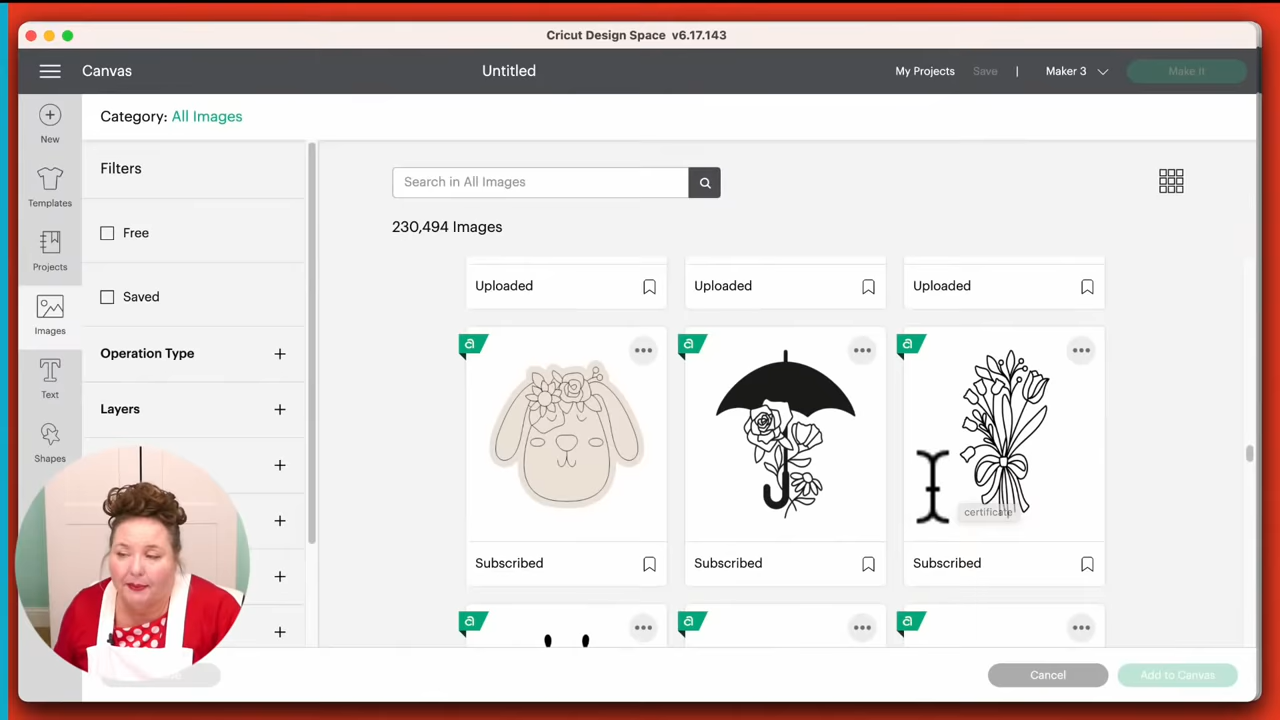 Cricut Design Space v6.17.143
Canvas
Untitled
My Projects
Save
|
Maker 3
Make It
New
Category: All Images
Templates
Filters
Search in All Images
230,494 Images
Free
Projects
Saved
Images
Uploaded
Uploaded
Uploaded
Operation Type
Text
Layers
Shapes
a
a
a
certificate
Subscribed
Subscribed
Subscribed
a
a
a
Cancel
Add to Canvas